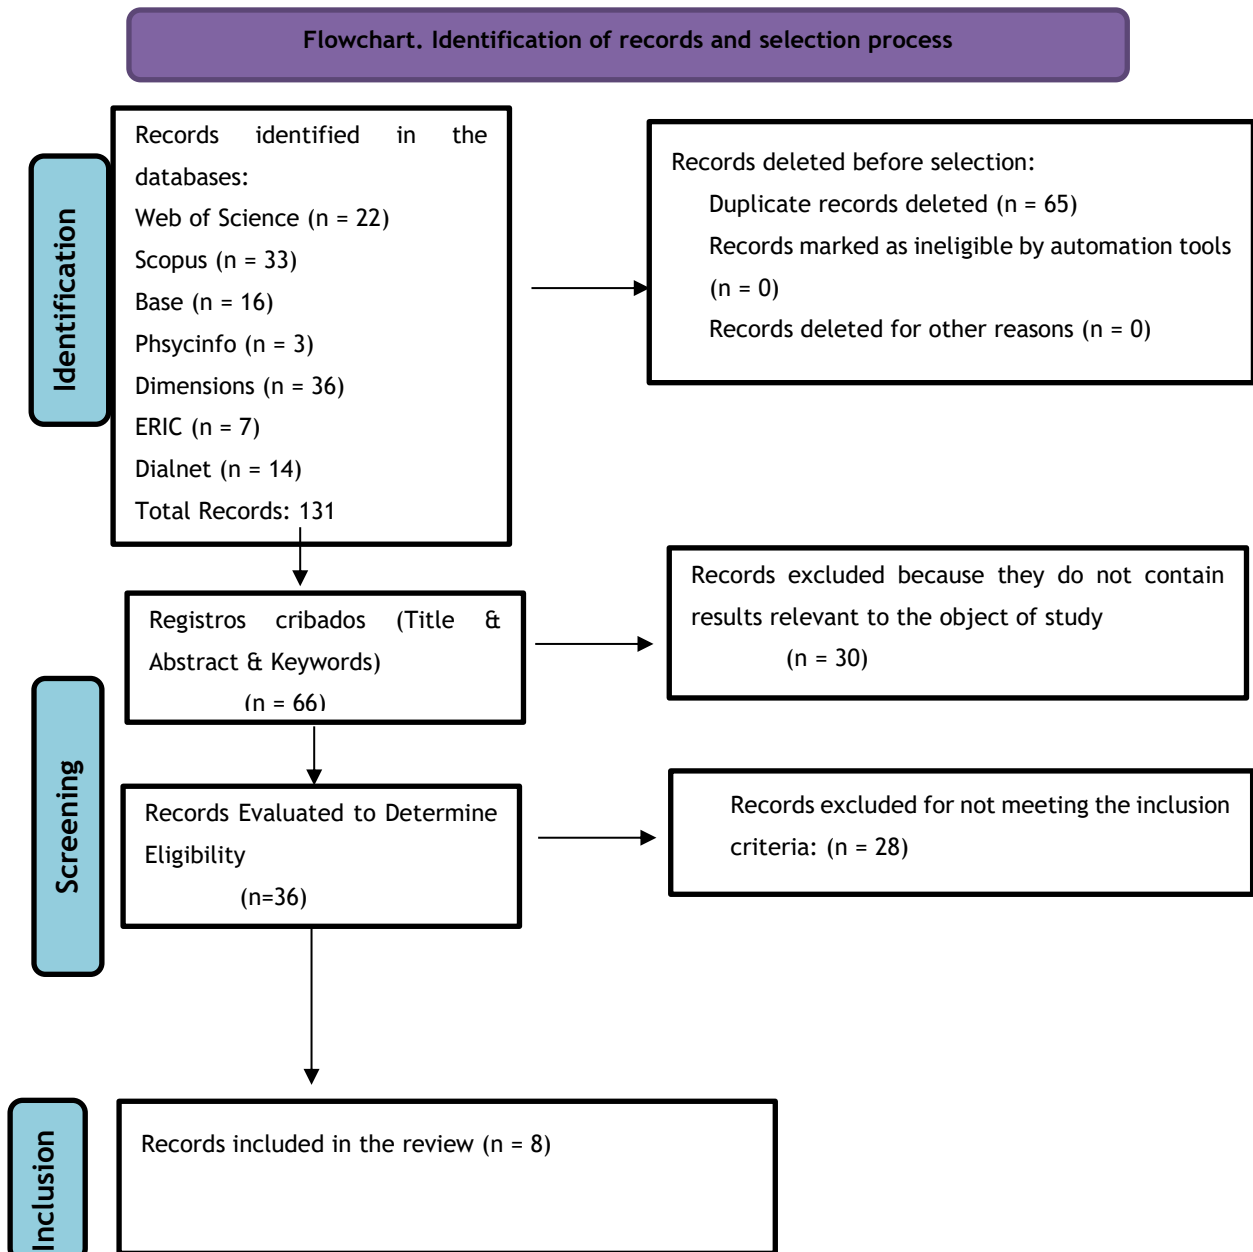 Flowchart. Identification of records and selection process
Identification
Records identified in the
databases:
Web of Science (n = 22)
Scopus (n = 33)
Base (n = 16)
Phsycinfo (n = 3)
Dimensions (n = 36)
ERIC (n = 7)
Dialnet (n = 14)
Total Records: 131
Records deleted before selection:
Duplicate records deleted (n = 65)
Records marked as ineligible by automation tools
(n = 0)
Records deleted for other reasons (n = 0)
Screening
Registros cribados (Title &
Abstract & Keywords)
(n = 66)
Records excluded because they do not contain
results relevant to the object of study
(n = 30)
Records Evaluated to Determine
Eligibility
(n=36)
Records excluded for not meeting the inclusion
criteria: (n = 28)
Inclusion
Records included in the review (n = 8)